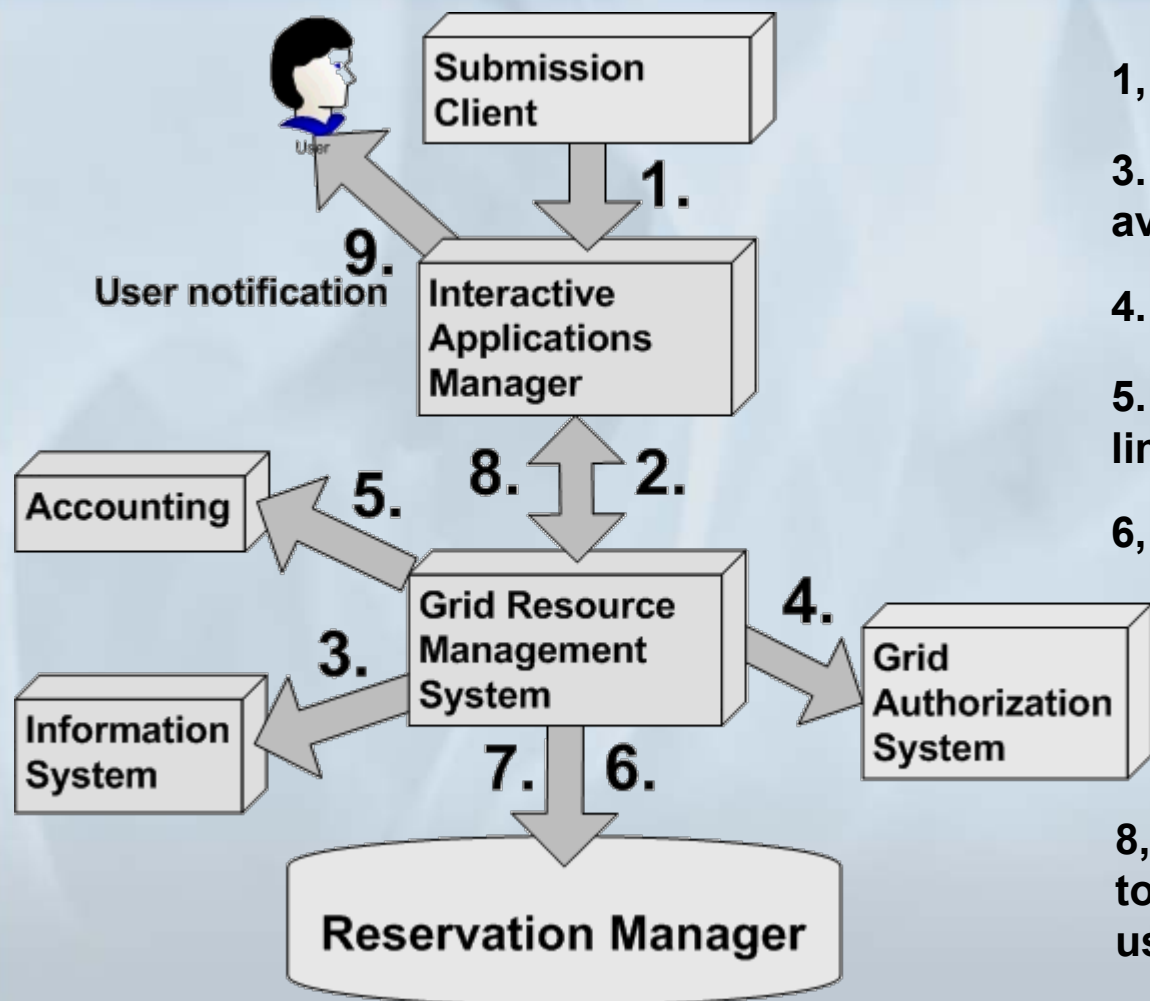 Submission
Client
User
1.
9.
User notification
Interactive
Applications
Manager
8.
2.
Accounting
5.
Grid Resource
Management
System
4.
3.
Information
System
Grid
Authorization
System
7.
6.
Reservation Manager
1,
3.
av
4.
5.
lin
6,
8,
to
us